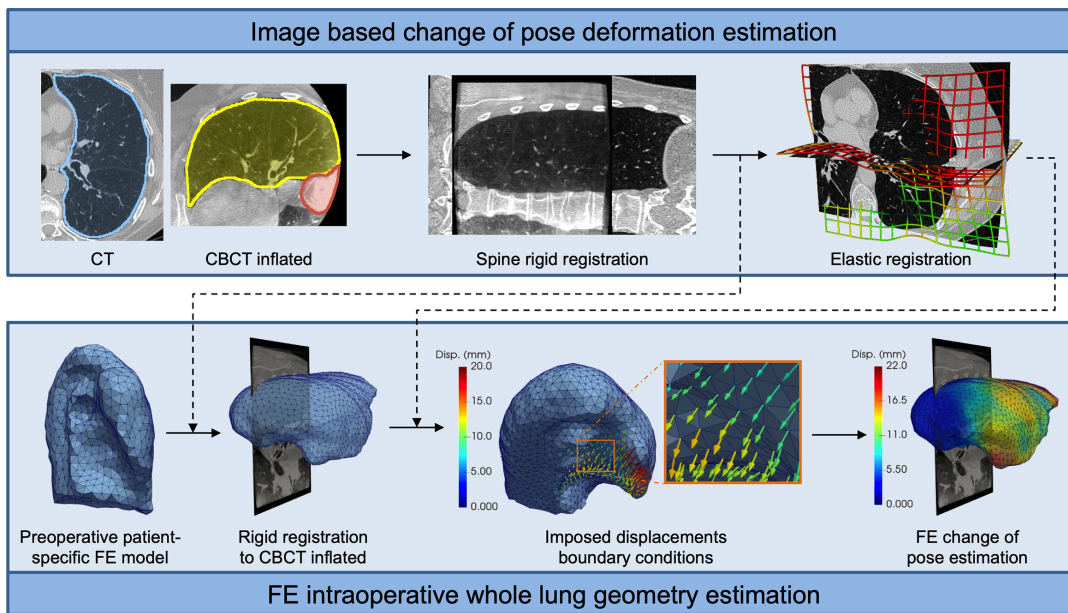 Image based change of pose deformation estimation
CT
CBCT inflated
Spine rigid registration
Elastic registration
Disp. (mm)
20.0
15.0
10.0
5.00
0.000
Disp. (mm)
22.0
16.5
11.0
5.50
0.000
Preoperative patient-
specific FE model
Rigid registration
to CBCT inflated
Imposed displacements
boundary conditions
FE change of
pose estimation
FE intraoperative whole lung geometry estimation